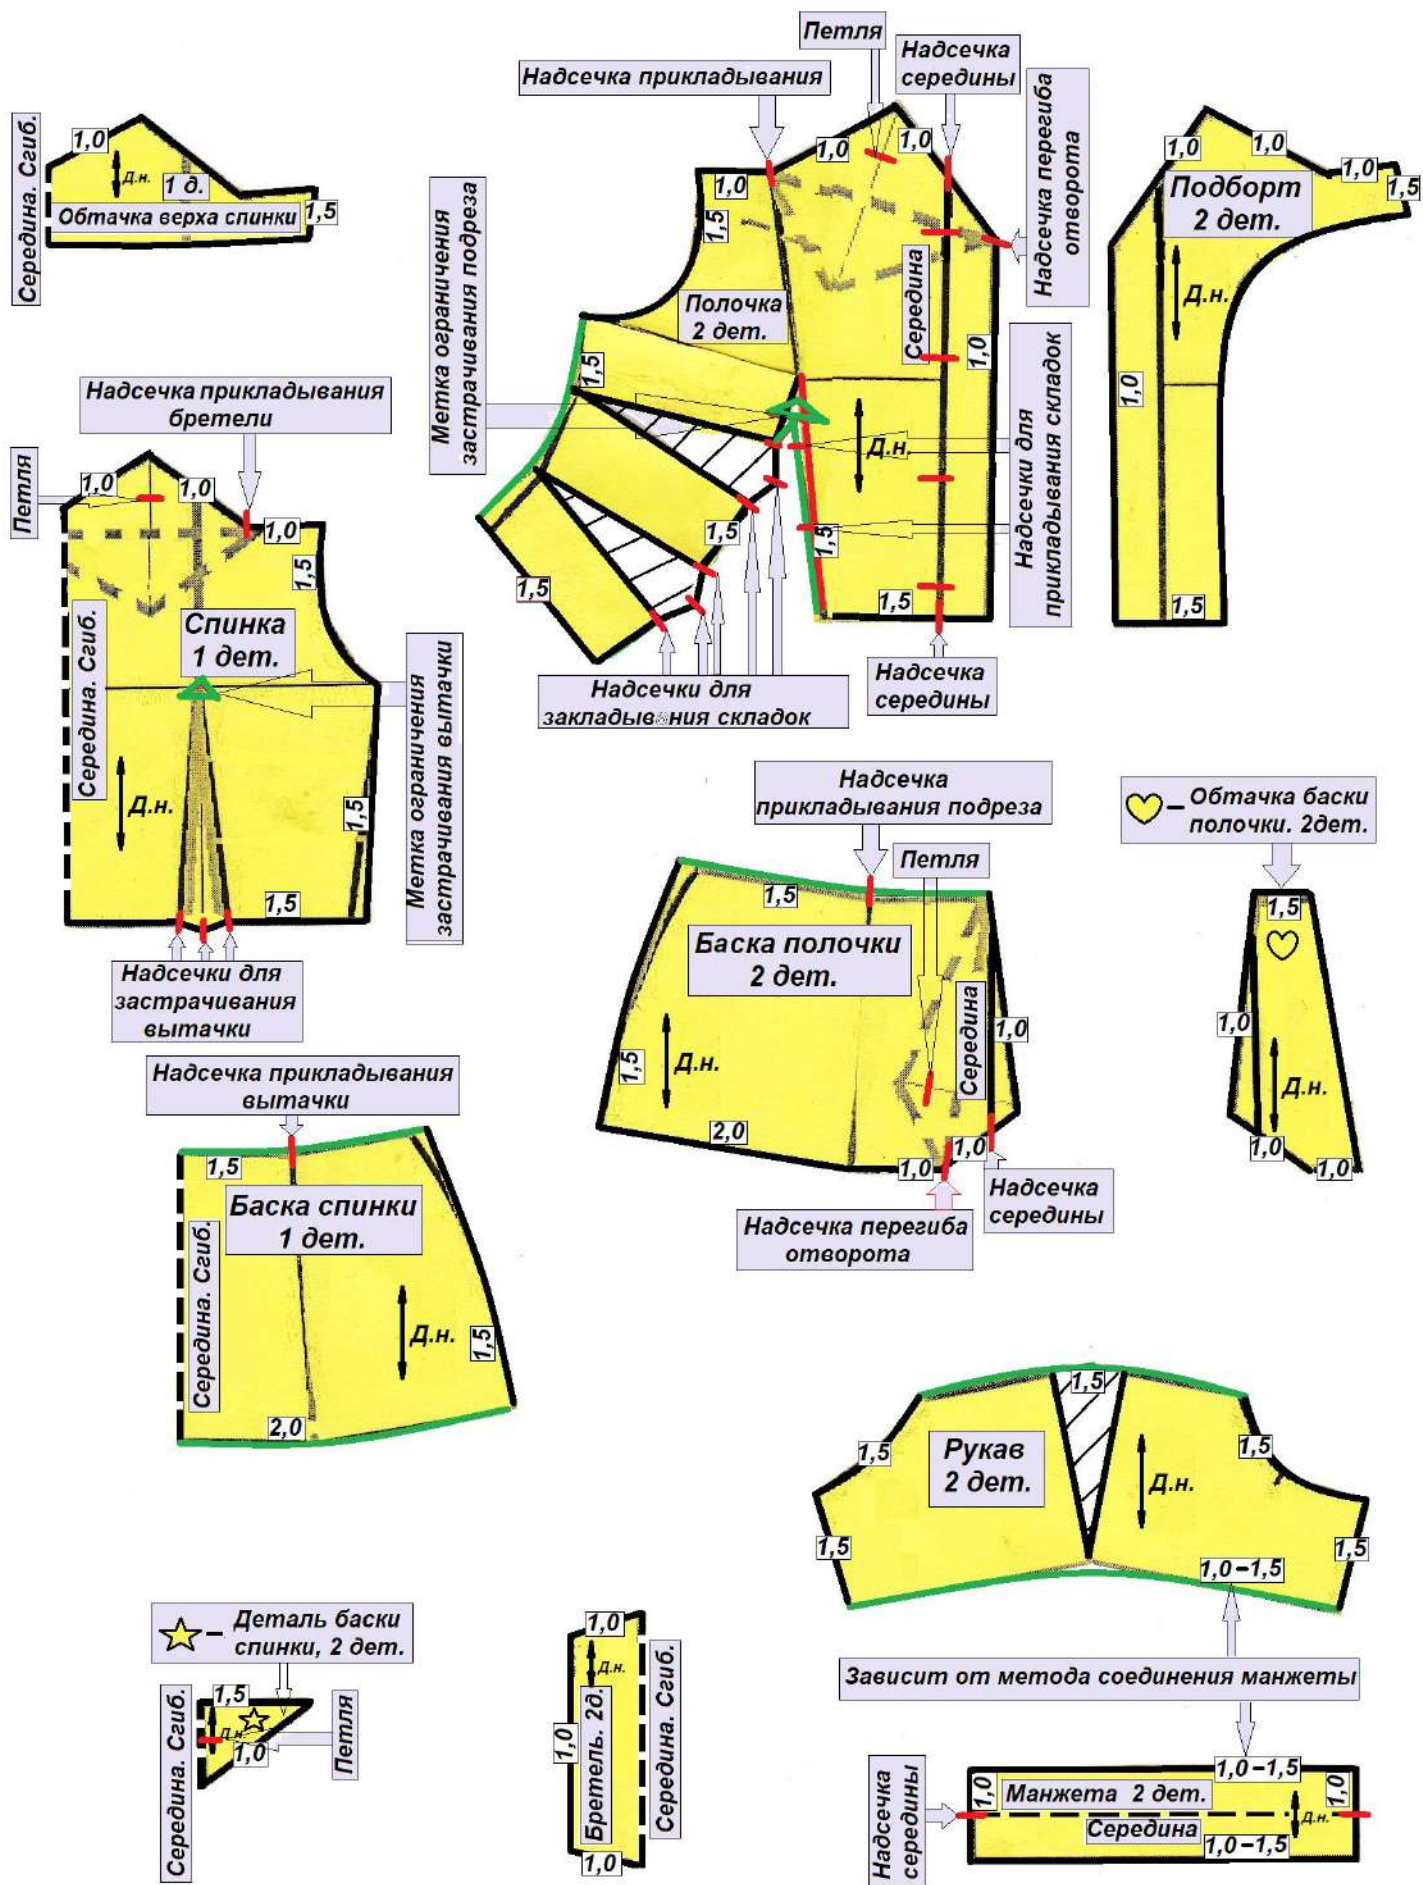 Петля
Надсечка
середины
Надсечка прикладывания
Надсечка перегиба
отворота
Середина. Сгиб.
1,0
Д.н.
1 д.
Обтачка верха спинки
1,5
Метка ограничения
застрачивания подреза
1,0
1,5
1,0
1,0
Полочка
2 дет.
Середина
1,5
1,0
Д.н.
1,5
1,5
1,5
1,5
Надсечки для
прикладывания складок
Надсечки для
закладывания складок
Надсечка
середины
1,0
1,0
1,0
1,5
Подборт
2 дет.
Д.н.
1,0
1,5
Надсечка прикладывания
бретели
Петля
1,0
1,0
1,0
1,5
Середина. Сгиб.
Спинка
1 дет.
Д.н.
1,5
1,5
Метка ограничения
застрачивания вытачки
Надсечки для
застрачивания
вытачки
Надсечка
прикладывания подреза
Петля
1,5
Баска полочки
2 дет.
Середина
1,0
1,5
Д.н.
2,0
1,0
1,0
Надсечка
середины
Надсечка перегиба
отворота
– Обтачка баски
полочки. 2дет.
1,5
1,0
Д.н.
1,0
1,0
Надсечка прикладывания
вытачки
1,5
Баска спинки
1 дет.
Середина. Сгиб.
Д.н.
1,5
2,0
1,5
1,5
Рукав
2 дет.
Д.н.
1,5
1,5
1,5
1,0–1,5
Зависит от метода соединения манжеты
– Деталь баски
спинки, 2 дет.
Середина. Сгиб.
1,5
Д.н.
1,0
Петля
1,0
Д.н.
Бретель. 2д.
1,0
Середина. Сгиб.
1,0
Надсечка
середины
1,0–1,5
1,0
Манжета 2 дет.
1,0
Д.н.
Середина
1,0–1,5